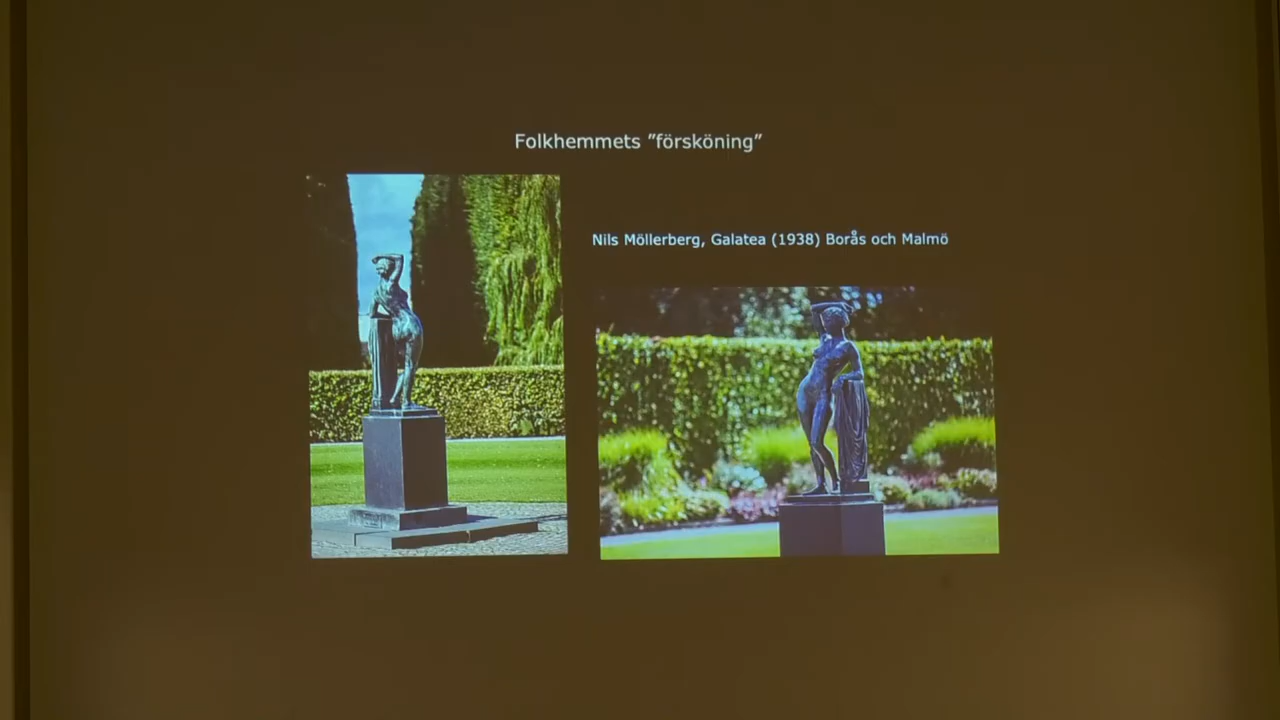 Folkhemmets ”försköning”
Nils Möllerberg, Galatea (1938) Borås och Malmö